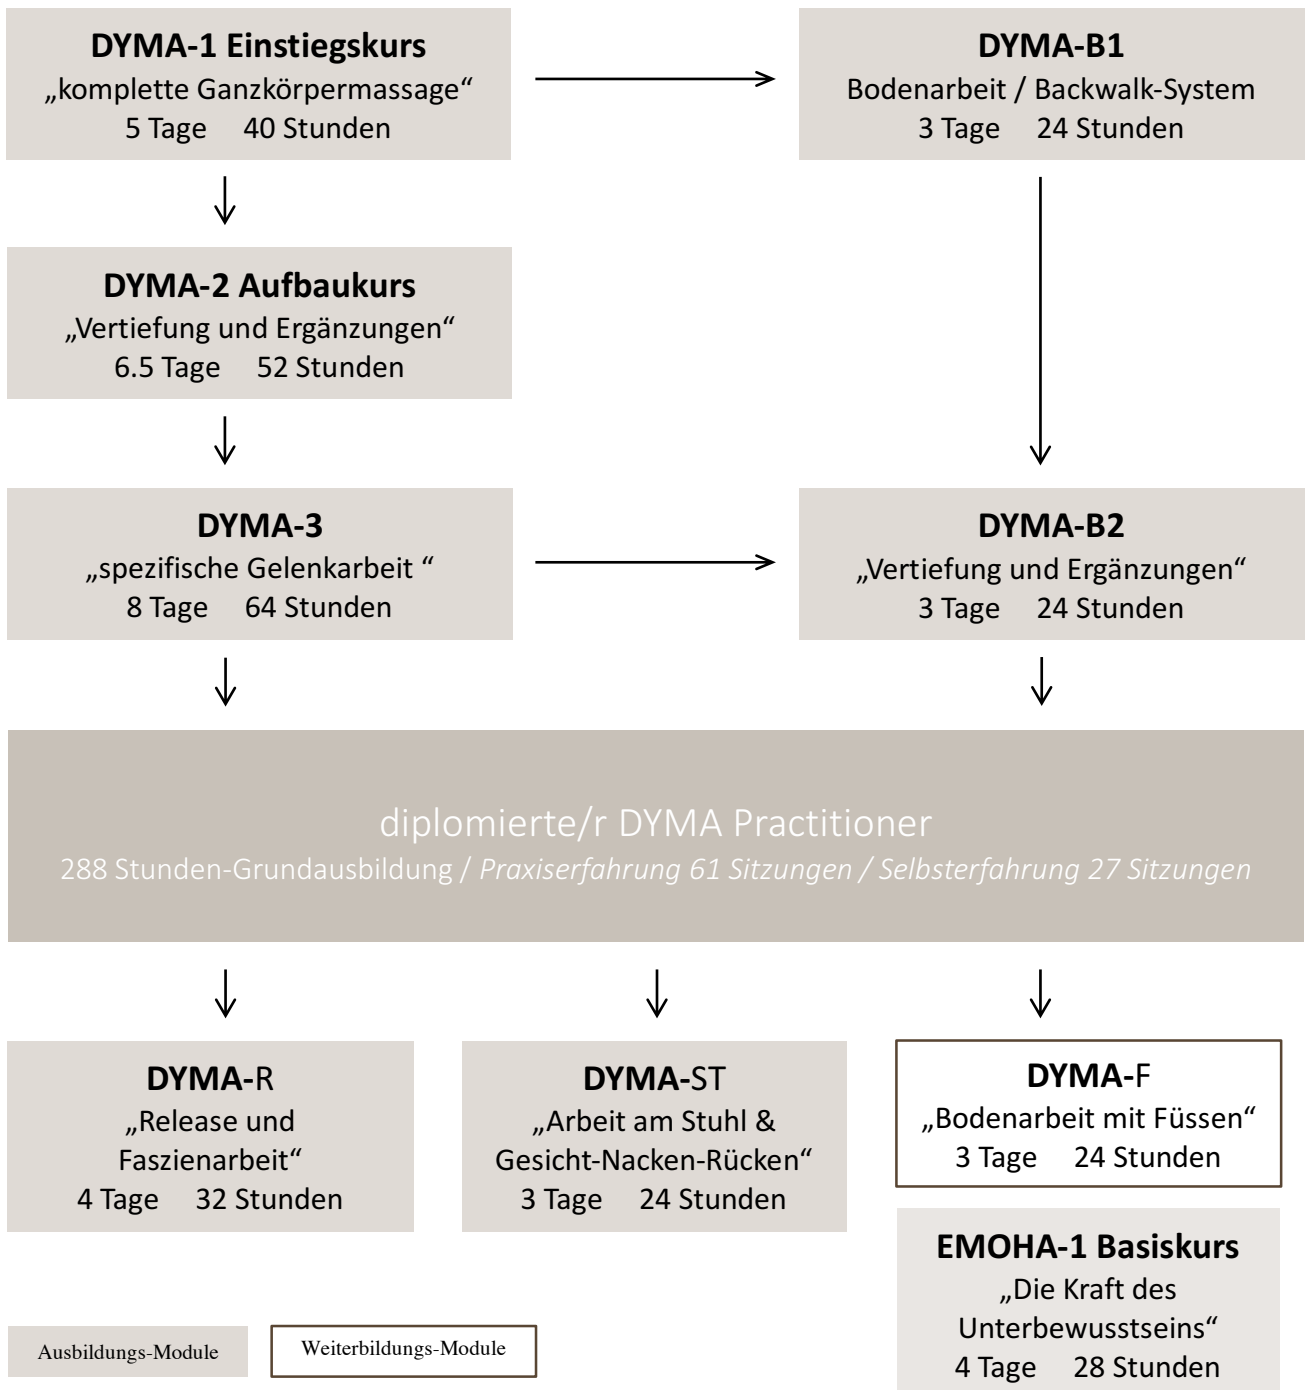 DYMA-1 Einstiegskurs
„komplette Ganzkörpermassage“
5 Tage 40 Stunden
DYMA-B1
Bodenarbeit / Backwalk-System
3 Tage 24 Stunden
DYMA-2 Aufbaukurs
„Vertiefung und Ergänzungen“
6.5 Tage 52 Stunden
DYMA-3
„spezifische Gelenkarbeit “
8 Tage 64 Stunden
DYMA-B2
„Vertiefung und Ergänzungen“
3 Tage 24 Stunden
diplomierte/r DYMA Practitioner
288 Stunden-Grundausbildung / Praxiserfahrung 61 Sitzungen / Selbsterfahrung 27 Sitzungen
DYMA-R
„Release und
Faszienarbeit“
4 Tage 32 Stunden
DYMA-ST
„Arbeit am Stuhl &
Gesicht-Nacken-Rücken“
3 Tage 24 Stunden
DYMA-F
„Bodenarbeit mit Füssen“
3 Tage 24 Stunden
EMOHA-1 Basiskurs
„Die Kraft des
Unterbewusstseins“
4 Tage 28 Stunden
Ausbildungs-Module
Weiterbildungs-Module